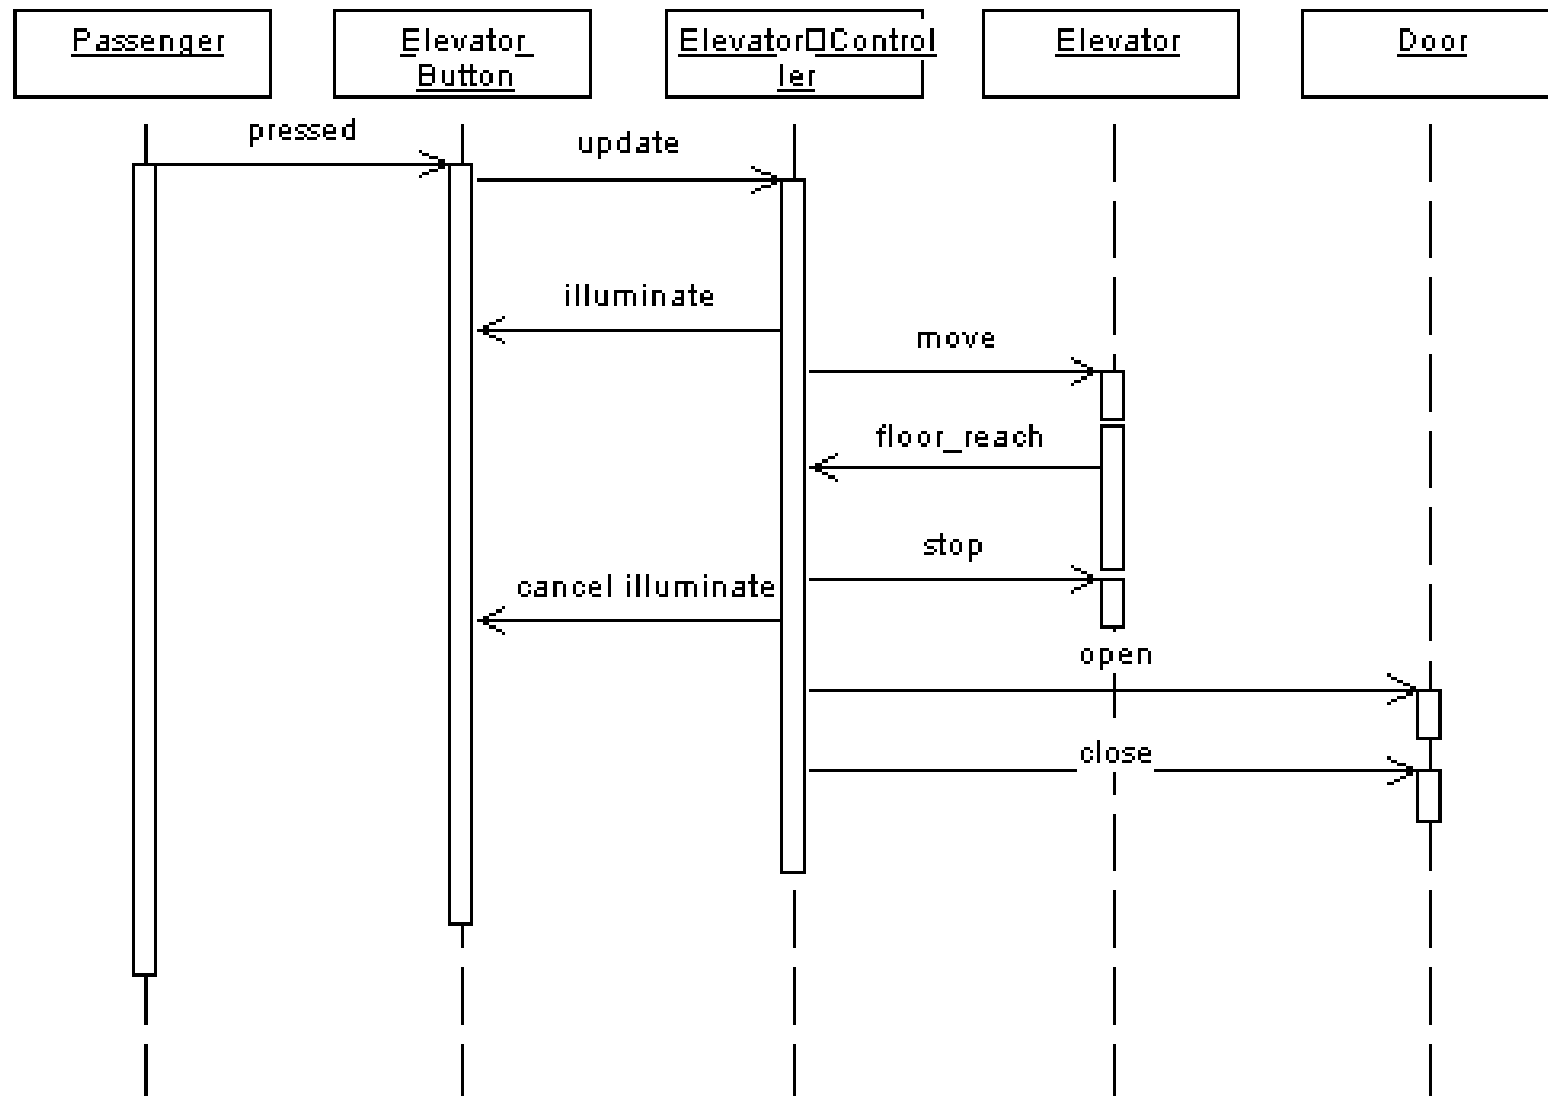 Passenger
Elevator
Button
Elevator□Control
ler
Elevator
Door
pressed
update
illuminate
move
floor_reach
stop
cancel illuminate
open
close